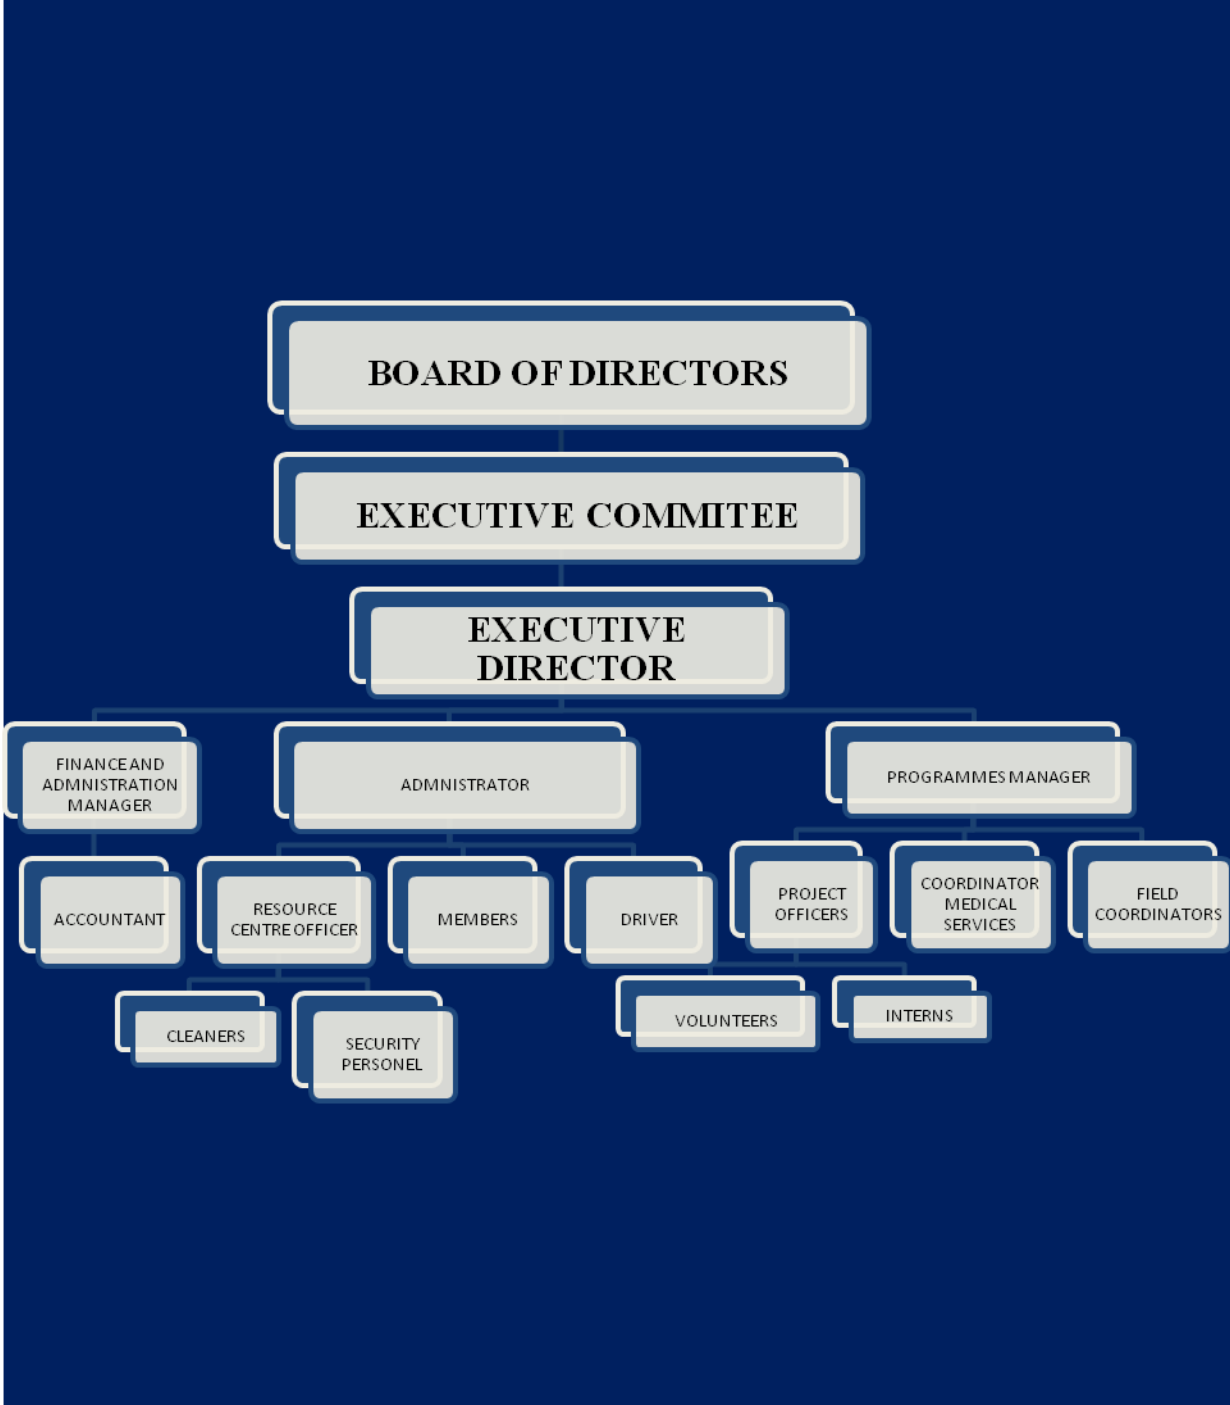 BOARD OF DIRECTORS
EXECUTIVE COMMITEE
EXECUTIVE
DIRECTOR
FINANCE AND
ADMNISTRATION
MANAGER
ADMNISTRATOR
PROGRAMMES MANAGER
ACCOUNTANT
RESOURCE
CENTRE OFFICER
MEMBERS
DRIVER
PROJECT
OFFICERS
COORDINATOR
MEDICAL
SERVICES
FIELD
COORDINATORS
CLEANERS
SECURITY
PERSONEL
VOLUNTEERS
INTERNS